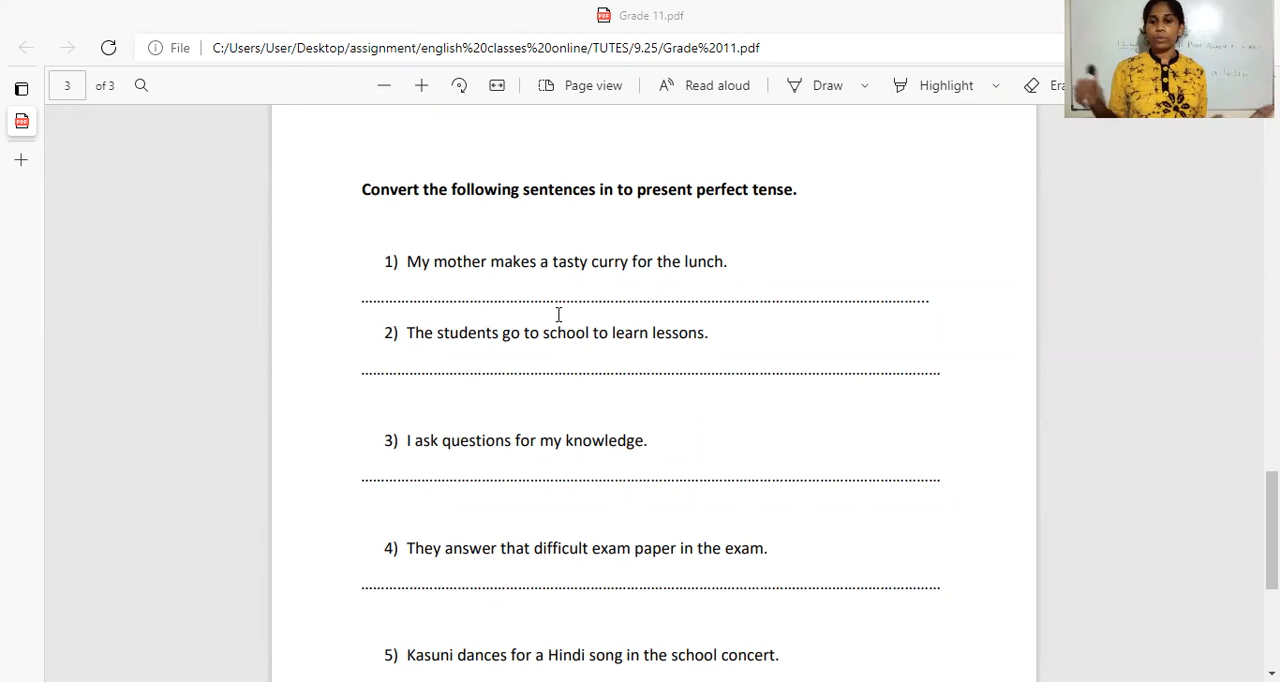 Grade 11.pdf
File C:/Users/User/Desktop/assignment/english%20classes%20online/TUTES/9.25/Grade%2011.pdf
3 of 3 Page view Read aloud Draw Highlight Era
Convert the following sentences in to present perfect tense.
1) My mother makes a tasty curry for the lunch.
2) The students go to school to learn lessons.
3) I ask questions for my knowledge.
4) They answer that difficult exam paper in the exam.
5) Kasuni dances for a Hindi song in the school concert.